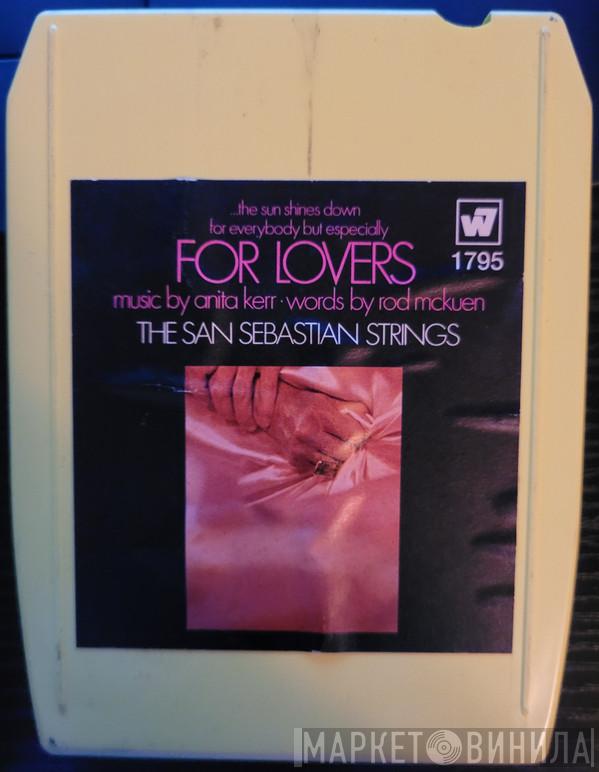 ...the sun shines down
for everybody but especially
FOR LOVERS
music by anita kerr · words by rod mckuen
THE SAN SEBASTIAN STRINGS
W7
1795
МАРКЕТ ВИНИЛА